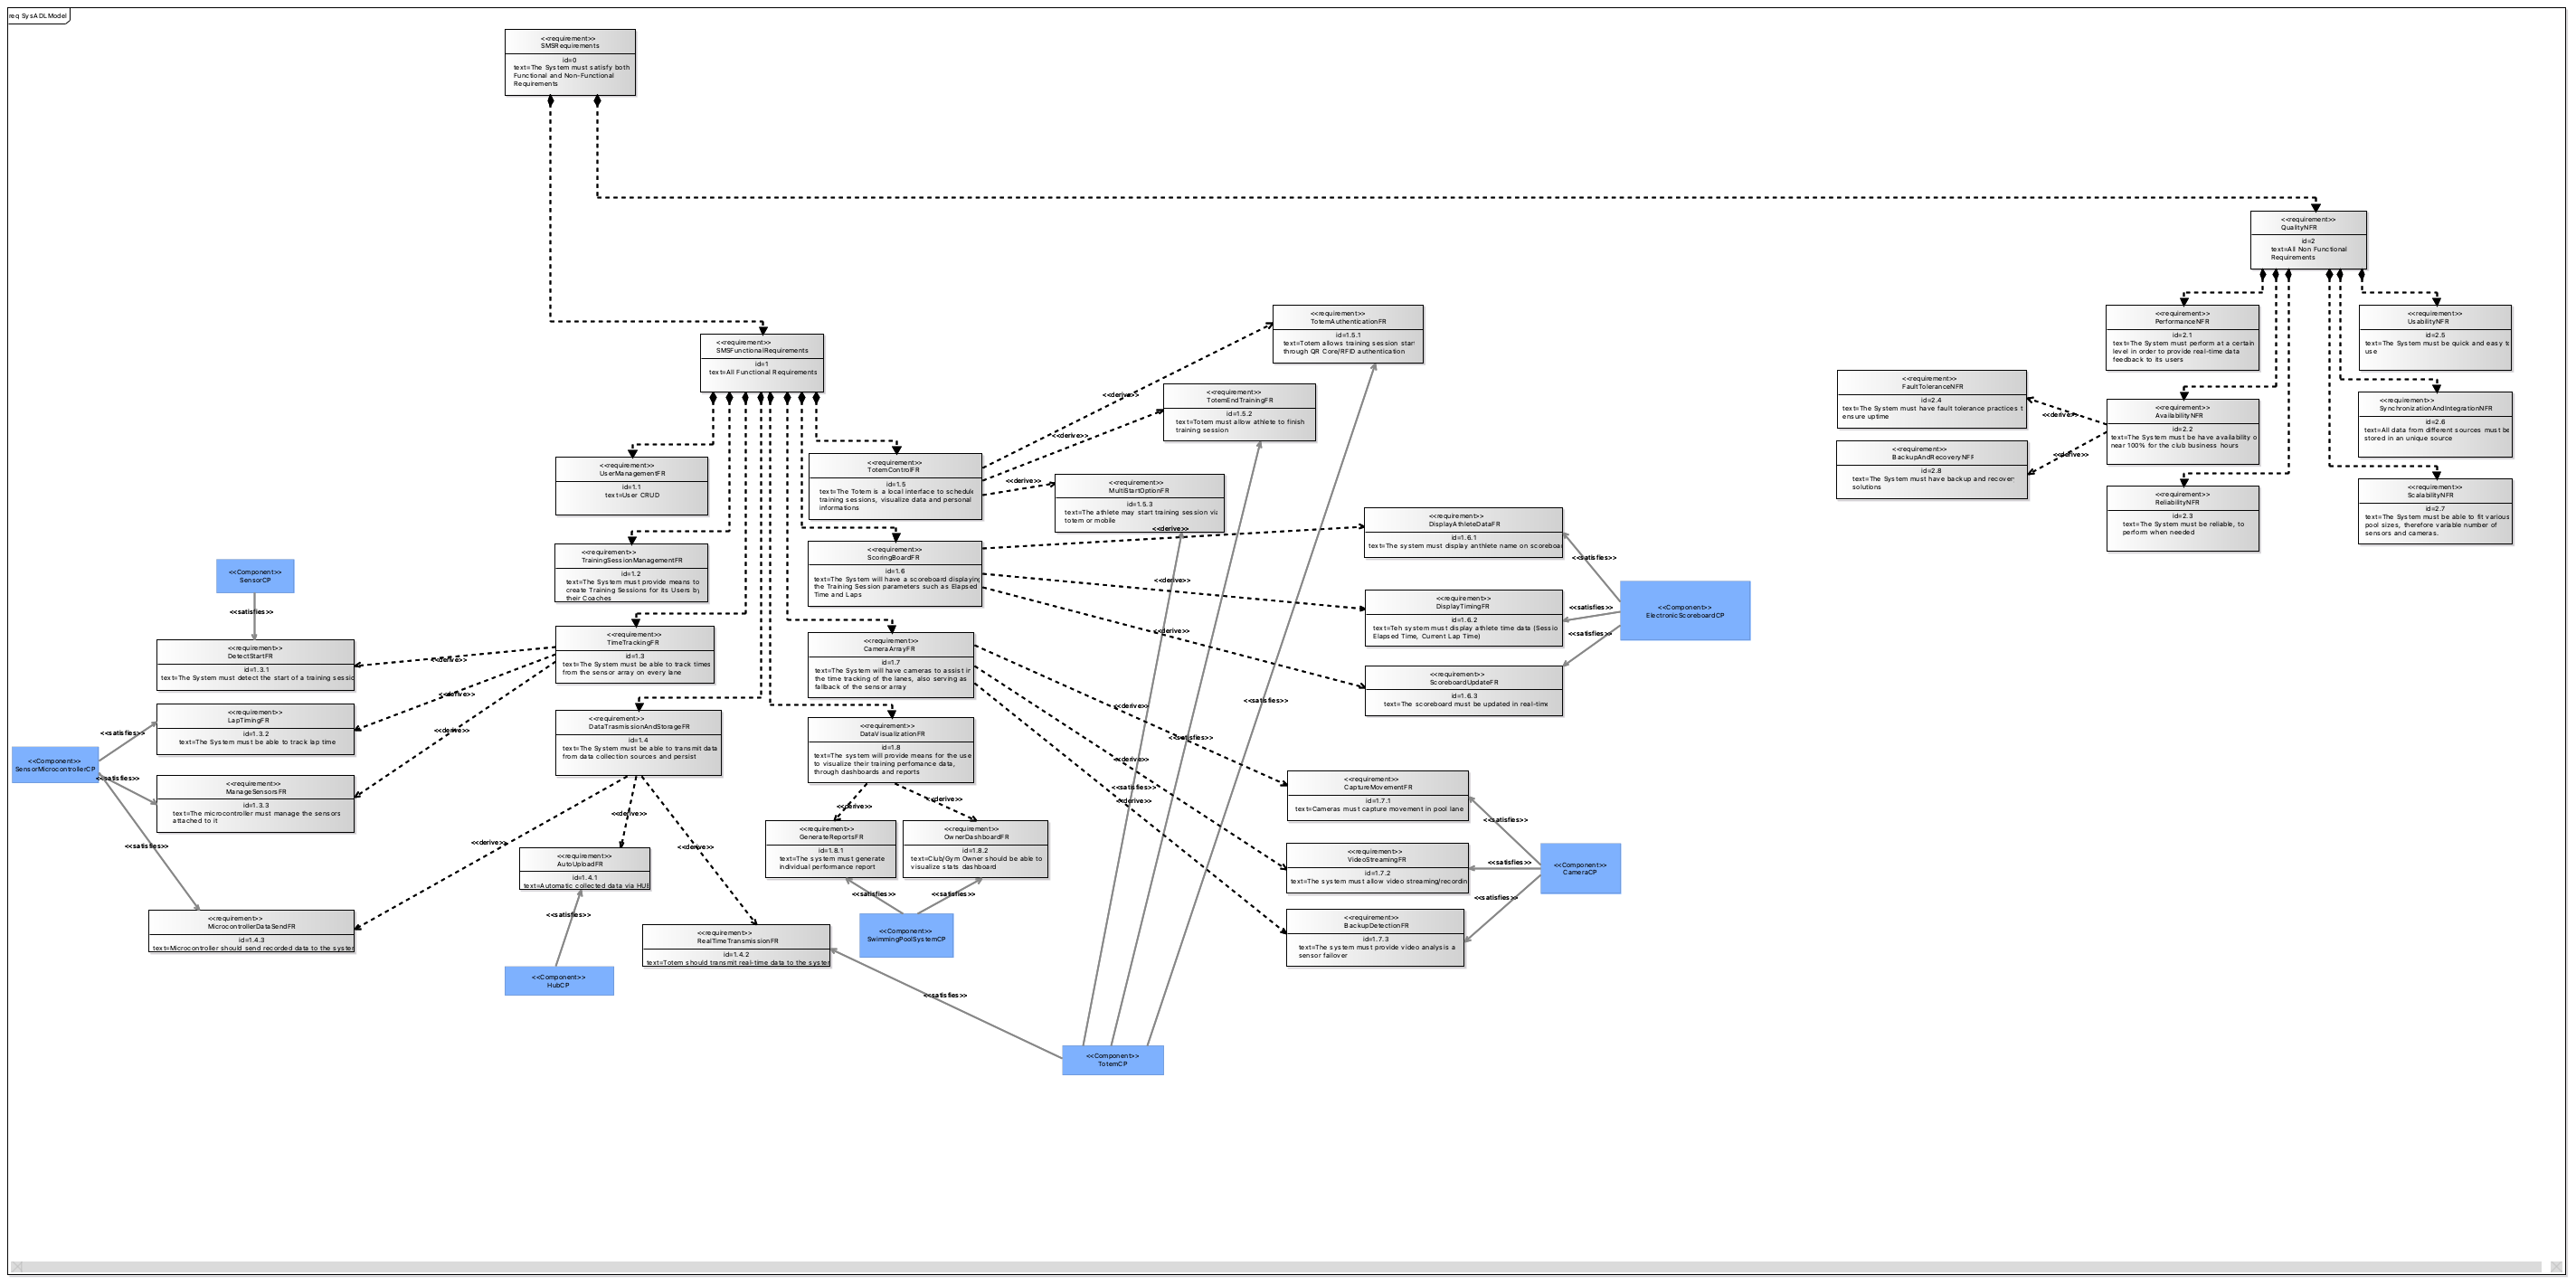 req SysADLModel
<<requirement>>
SMSRequirements
id=0
text=The System must satisfy both
Functional and Non-Functional
Requirements
<<requirement>>
QualityNFR
id=2
text=All Non Functional
Requirements
<<requirement>>
SMSFunctionalRequirements
id=1
text=All Functional Requirements
<<requirement>>
TotemAuthenticationFR
id=1.5.1
text=Totem allows training session star
through QR Core/RFID authentication
<<requirement>>
TotemEndTrainingFR
id=1.5.2
text=Totem must allow athlete to finish
training session
<<requirement>>
MultiStartOptionFR
id=1.5.3
text=The athlete may start training session via
totem or mobile
<<derive>>
<<derive>>
<<derive>>
<<requirement>>
PerformanceNFR
id=2.1
text=The System must perform at a certain
level in order to provide real-time data
feedback to its users
<<requirement>>
UsabilityNFR
id=2.5
text=The System must be quick and easy to
use
<<requirement>>
FaultToleranceNFR
id=2.4
text=The System must have fault tolerance practices t
ensure uptime
<<requirement>>
AvailabilityNFR
id=2.2
text=The System must be have availability o
near 100% for the club business hours
<<requirement>>
SynchronizationAndIntegrationNFR
id=2.6
text=All data from different sources must be
stored in an unique source
<<requirement>>
BackupAndRecoveryNFR
id=2.8
text=The System must have backup and recover
solutions
<<derive>>
<<derive>>
<<requirement>>
ReliabilityNFR
id=2.3
text=The System must be reliable, to
perform when needed
<<requirement>>
ScalabilityNFR
id=2.7
text=The System must be able to fit various
pool sizes, therefore variable number of
sensors and cameras.
<<requirement>>
UserManagementFR
id=1.1
text=User CRUD
<<requirement>>
TotemControlFR
id=1.5
text=The Totem is a local interface to schedule
training sessions, visualize data and personal
informations
<<requirement>>
TrainingSessionManagementFR
id=1.2
text=The System must provide means to
create Training Sessions for its Users by
their Coaches
<<requirement>>
ScoringBoardFR
id=1.6
text=The System will have a scoreboard displaying
the Training Session parameters such as Elapsed
Time and Laps
<<derive>>
<<derive>>
<<derive>>
<<requirement>>
DisplayAthleteDataFR
id=1.6.1
text=The system must display anthlete name on scoreboa
<<requirement>>
DisplayTimingFR
id=1.6.2
text=Teh system must display athlete time data (Sessio
Elapsed Time, Current Lap Time)
<<requirement>>
ScoreboardUpdateFR
id=1.6.3
text=The scoreboard must be updated in real-time
<<satisfies>>
<<satisfies>>
<<satisfies>>
<<Component>>
ElectronicScoreboardCP
<<Component>>
SensorCP
<<satisfies>>
<<requirement>>
DetectStartFR
id=1.3.1
text=The System must detect the start of a training sessic
<<requirement>>
TimeTrackingFR
id=1.3
text=The System must be able to track times
from the sensor array on every lane
<<derive>>
<<derive>>
<<derive>>
<<requirement>>
LapTimingFR
id=1.3.2
text=The System must be able to track lap time
<<satisfies>>
<<Component>>
SensorMicrocontrollerCP
<<satisfies>>
<<requirement>>
ManageSensorsFR
id=1.3.3
text=The microcontroller must manage the sensors
attached to it
<<satisfies>>
<<requirement>>
MicrocontrollerDataSendFR
id=1.4.3
text=Microcontroller should send recorded data to the system
<<requirement>>
CameraArrayFR
id=1.7
text=The System will have cameras to assist in
the time tracking of the lanes, also serving as
fallback of the sensor array
<<requirement>>
DataTrasmissionAndStorageFR
id=1.4
text=The System must be able to transmit data
from data collection sources and persist
<<requirement>>
DataVisualizationFR
id=1.8
text=The system will provide means for the use
to visualize their training perfomance data,
through dashboards and reports
<<derive>>
<<derive>>
<<derive>>
<<derive>>
<<derive>>
<<requirement>>
GenerateReportsFR
id=1.8.1
text=The system must generate
individual performance report
<<requirement>>
OwnerDashboardFR
id=1.8.2
text=Club/Gym Owner should be able to
visualize stats dashboard
<<satisfies>>
<<satisfies>>
<<Component>>
SwimmingPoolSystemCP
<<requirement>>
AutoUploadFR
id=1.4.1
text=Automatic collected data via HUB
<<satisfies>>
<<Component>>
HubCP
<<requirement>>
RealTimeTransmissionFR
id=1.4.2
text=Totem should transmit real-time data to the system
<<satisfies>>
<<satisfies>>
<<satisfies>>
<<satisfies>>
<<Component>>
TotemCP
<<derive>>
<<derive>>
<<derive>>
<<requirement>>
CaptureMovementFR
id=1.7.1
text=Cameras must capture movement in pool lane
<<requirement>>
VideoStreamingFR
id=1.7.2
text=The system must allow video streaming/recordin
<<requirement>>
BackupDetectionFR
id=1.7.3
text=The system must provide video analysis a
sensor failover
<<satisfies>>
<<satisfies>>
<<satisfies>>
<<Component>>
CameraCP